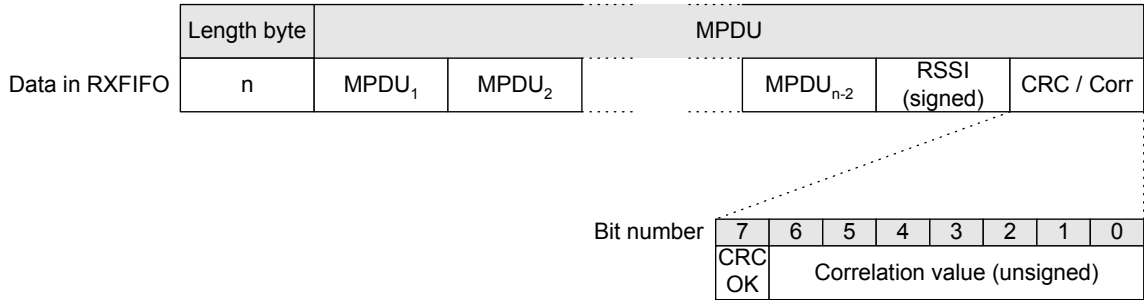 Length byte MPDU
Data in RXFIFO n MPDU₁ MPDU₂ MPDUₙ₋₂ RSSI (signed) CRC / Corr
Bit number 7 6 5 4 3 2 1 0
CRC OK Correlation value (unsigned)